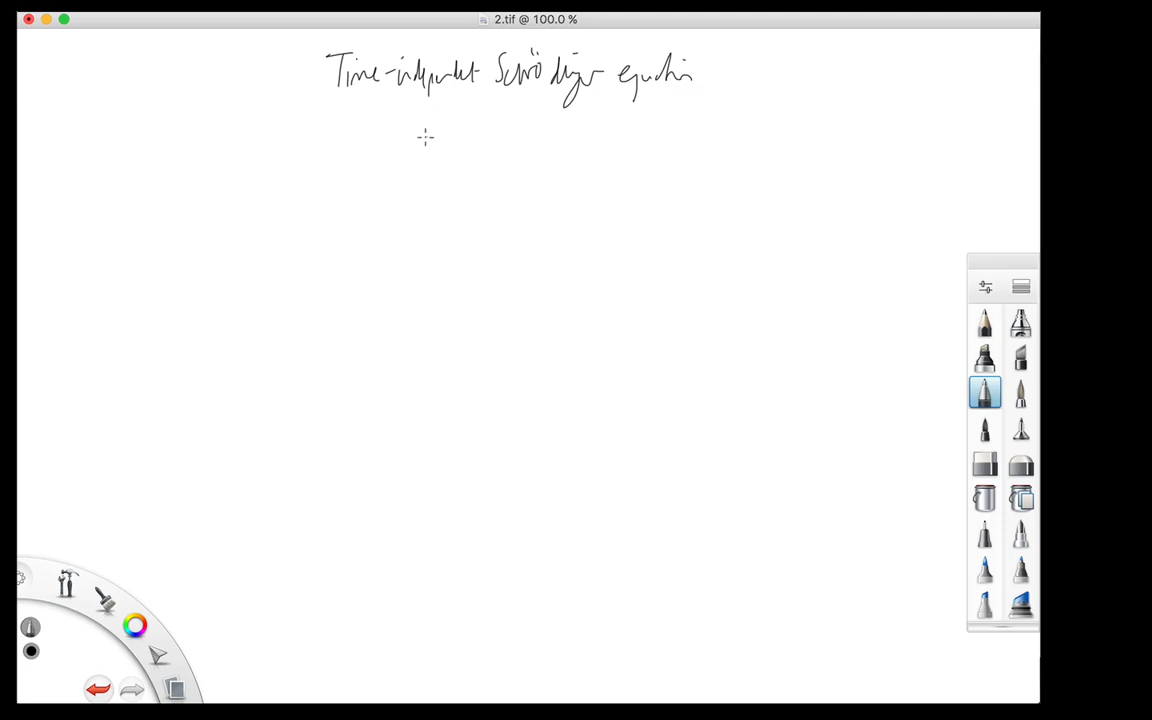 2.tif @ 100.0 %
Time-independent Schrödinger equation